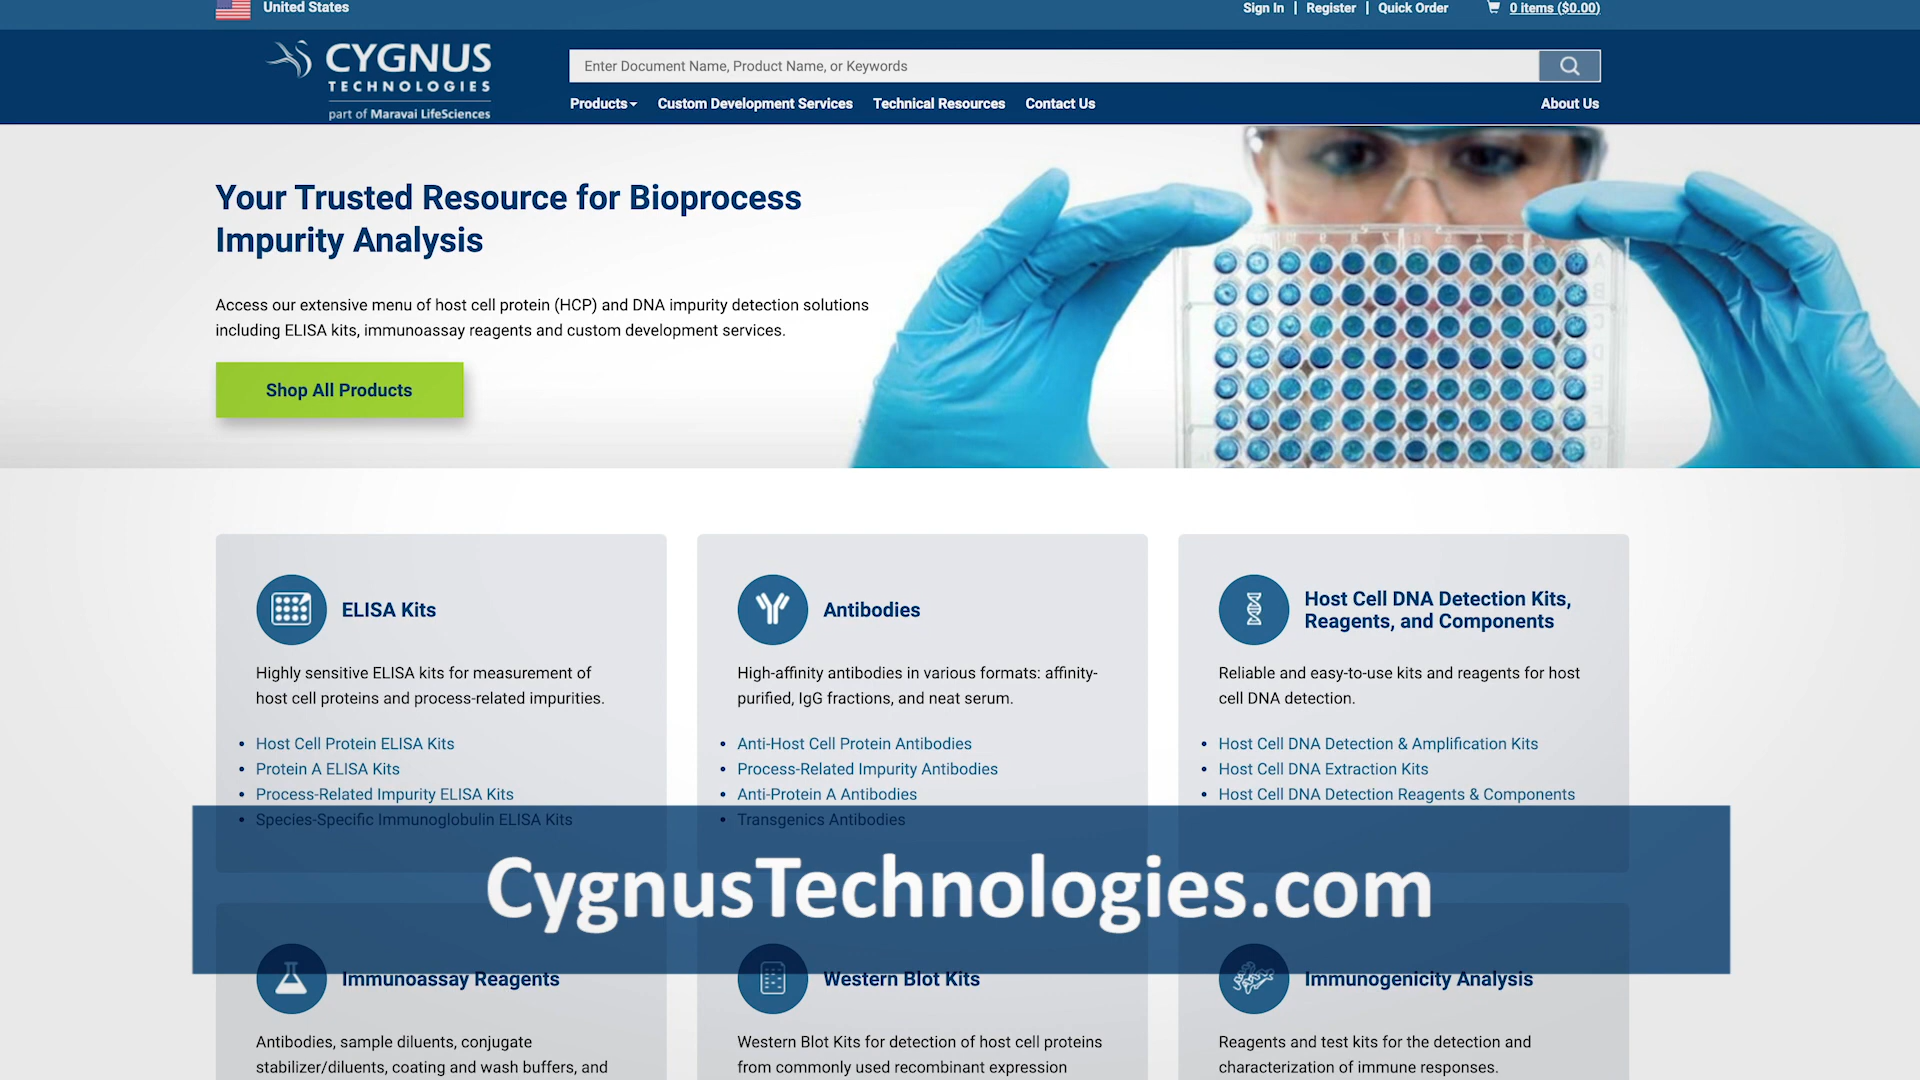 United States
Sign In | Register | Quick Order 0 items ($0.00)
CYGNUS
TECHNOLOGIES
part of Maravai LifeSciences
Enter Document Name, Product Name, or Keywords
Products Custom Development Services Technical Resources Contact Us About Us
Your Trusted Resource for Bioprocess
Impurity Analysis
Access our extensive menu of host cell protein (HCP) and DNA impurity detection solutions
including ELISA kits, immunoassay reagents and custom development services.
Shop All Products
ELISA Kits
Highly sensitive ELISA kits for measurement of
host cell proteins and process-related impurities.
• Host Cell Protein ELISA Kits
• Protein A ELISA Kits
• Process-Related Impurity ELISA Kits
• Species-Specific Immunoglobulin ELISA Kits
Antibodies
High-affinity antibodies in various formats: affinity-
purified, IgG fractions, and neat serum.
• Anti-Host Cell Protein Antibodies
• Process-Related Impurity Antibodies
• Anti-Protein A Antibodies
• Transgenics Antibodies
Host Cell DNA Detection Kits,
Reagents, and Components
Reliable and easy-to-use kits and reagents for host
cell DNA detection.
• Host Cell DNA Detection & Amplification Kits
• Host Cell DNA Extraction Kits
• Host Cell DNA Detection Reagents & Components
CygnusTechnologies.com
Immunoassay Reagents
Antibodies, sample diluents, conjugate
stabilizer/diluents, coating and wash buffers, and
Western Blot Kits
Western Blot Kits for detection of host cell proteins
from commonly used recombinant expression
Immunogenicity Analysis
Reagents and test kits for the detection and
characterization of immune responses.